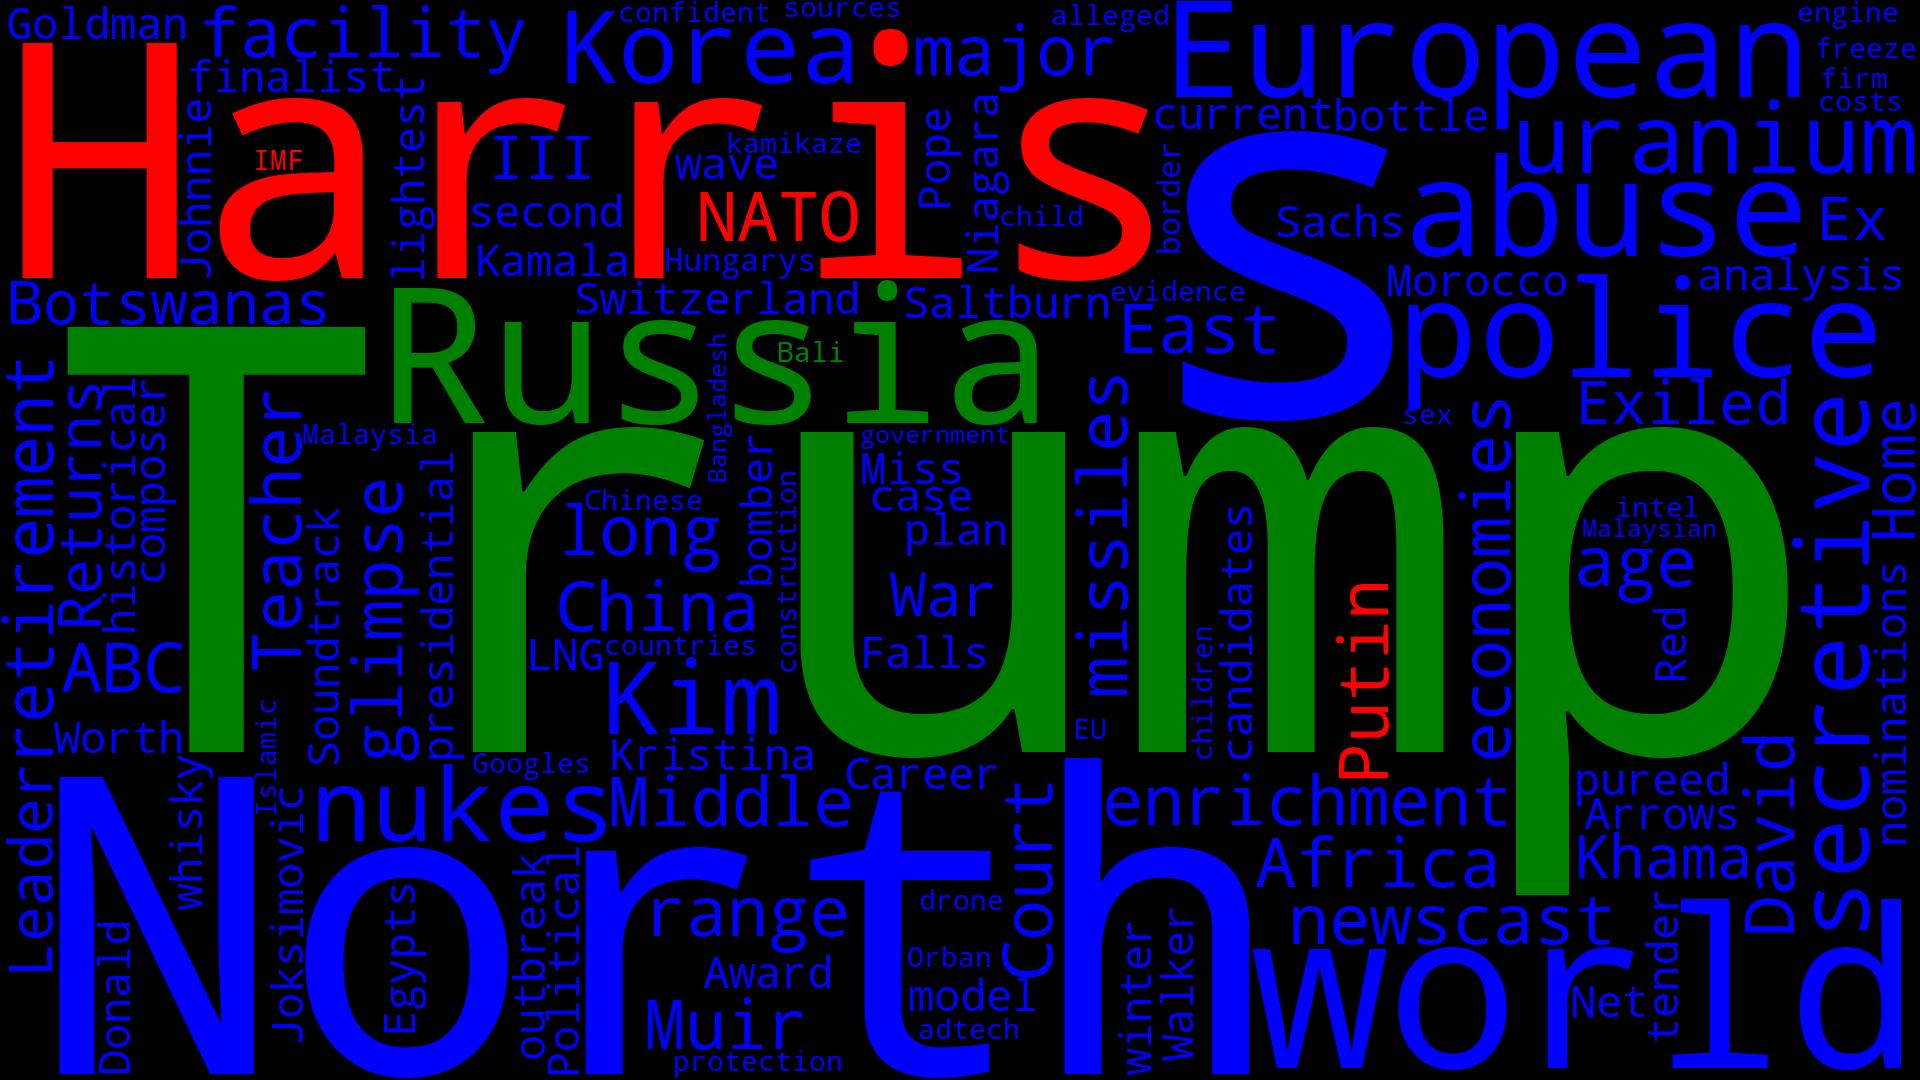 Goldman
facility
Korea
confident
sources
major
alleged
European
engine
freeze
firm
costs
Harris
finalist
Johnnie
IMF
lightest
III
second
Kamala
kamikaze
wave
NATO
Hungarys
Pope
Niagara
child
border
current
bottle
uranium
S
Sachs
abuse
Ex
Botswanas
Russia
Switzerland
Bali
Saltburn
evidence
East
Morocco
analysis
police
sex
Exiled
Trump
retirement
Leader
Returns
historical
composer
Teacher
Malaysia
Soundtrack
glimpse
presidential
Bangladesh
bomber
construction
Chinese
long
China
LNG
countries
Kim
Kristina
Googles
government
Miss
case
plan
War
Falls
Career
missiles
EU
children
candidates
Putin
economies
intel
Malaysian
age
Red
secretive
Home
nominations
ABC
Worth
Islamic
North
Whisky
Donald
Joksimovic
Egypts
nukes
Middle
outbreak
Political
range
Award
Muir
protection
drone
Orban
model
adtech
Court
enrichment
winter
Walker
Africa
pureed
Arrows
Khama
David
newscast
world
Net
tender